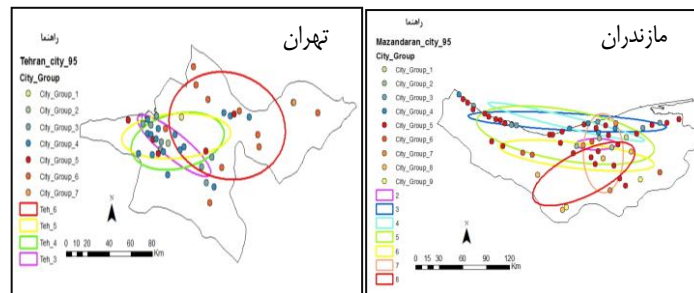 راهنما
تهران
Tehran_city_95
City_Group
City_Group_1
City_Group_2
City_Group_3
City_Group_4
City_Group_5
City_Group_6
City_Group_7
Teh_6
Teh_5
Teh_4
Teh_3
0 10 20 40 60 80
Km
راهنما
مازندران
Mazandaran_city_95
City_Group
City_Group_1
City_Group_2
City_Group_3
City_Group_4
City_Group_5
City_Group_6
City_Group_7
City_Group_8
City_Group_9
2
3
4
5
6
7
8
0 15 30 60 90 120
Km